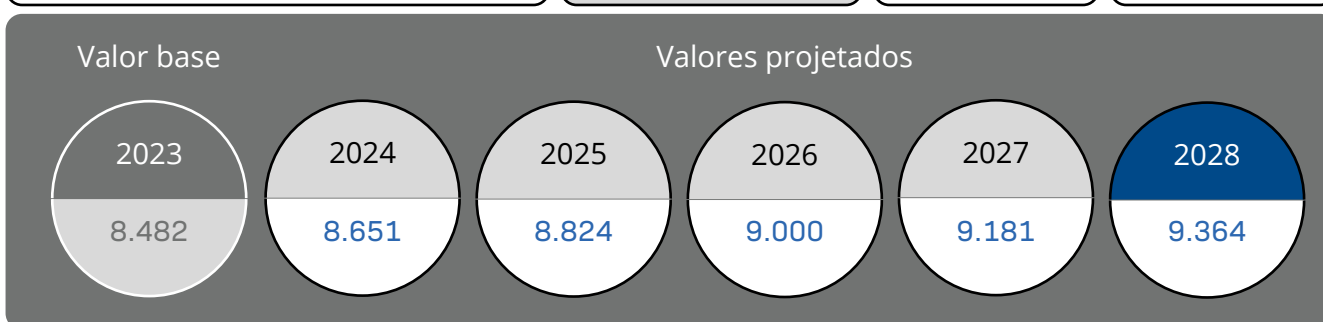 Valor base
Valores projetados
2023 2024 2025 2026 2027 2028
8.482 8.651 8.824 9.000 9.181 9.364